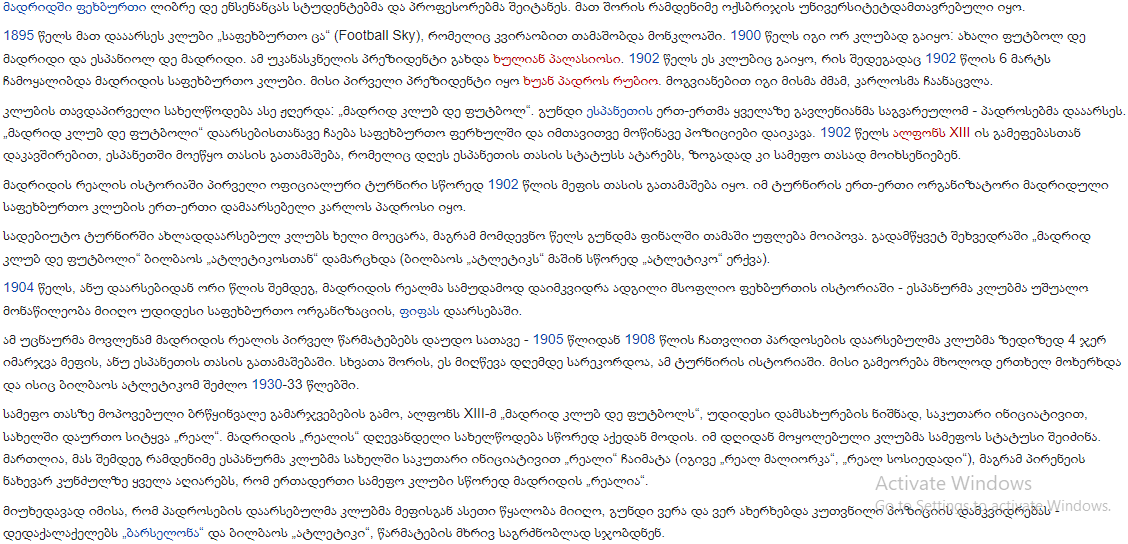 მადრიდში ფეხბურთი ლიბრე დე ენსენანცას სტუდენტებმა და პროფესორებმა შეიტანეს. მათ შორის რამდენიმე ოქსბრიჯის უნივერსიტეტდამთავრებული იყო.
1895 წელს მათ დააარსეს კლუბი „საფეხბურთო ცა“ (Football Sky), რომელიც კვირაობით თამაშობდა მონკლოაში. 1900 წელს იგი ორ კლუბად გაიყო: ახალი ფუტბოლ დე
მადრიდი და ესპანიოლ დე მადრიდი. ამ უკანასკნელის პრეზიდენტი გახდა ხულიან პალასიოსი. 1902 წელს ეს კლუბიც გაიყო, რის შედეგადაც 1902 წლის 6 მარტს
ჩამოყალიბდა მადრიდის საფეხბურთო კლუბი. მისი პირველი პრეზიდენტი იყო ხუან პადროს რუბიო. მოგვიანებით იგი მისმა ძმამ, კარლოსმა ჩაანაცვლა.
კლუბის თავდაპირველი სახელწოდება ასე ჟღერდა: „მადრიდ კლუბ დე ფუტბოლ“. გუნდი ესპანეთის ერთ-ერთმა ყველაზე გავლენიანმა საგვარეულომ - პადროსებმა დააარსეს.
„მადრიდ კლუბ დე ფუტბოლი“ დაარსებისთანავე ჩაება საფეხბურთო ფერხულში და იმთავითვე მოწინავე პოზიციები დაიკავა. 1902 წელს ალფონს XIII ის გამეფებასთან
დაკავშირებით, ესპანეთში მოეწყო თასის გათამაშება, რომელიც დღეს ესპანეთის თასის სტატუსს ატარებს, ზოგადად კი სამეფო თასად მოიხსენიებენ.
მადრიდის რეალის ისტორიაში პირველი ოფიციალური ტურნირი სწორედ 1902 წლის მეფის თასის გათამაშება იყო. იმ ტურნირის ერთ-ერთი ორგანიზატორი მადრიდული
საფეხბურთო კლუბის ერთ-ერთი დამაარსებელი კარლოს პადროსი იყო.
სადებიუტო ტურნირში ახლადდაარსებულ კლუბს ხელი მოეცარა, მაგრამ მომდევნო წელს გუნდმა ფინალში თამაში უფლება მოიპოვა. გადამწყვეტ შეხვედრაში „მადრიდ
კლუბ დე ფუტბოლი“ ბილბაოს „ატლეტიკოსთან“ დამარცხდა (ბილბაოს „ატლეტიკს“ მაშინ სწორედ „ატლეტიკო“ ერქვა).
1904 წელს, ანუ დაარსებიდან ორი წლის შემდეგ, მადრიდის რეალმა სამუდამოდ დაიმკვიდრა ადგილი მსოფლიო ფეხბურთის ისტორიაში - ესპანურმა კლუბმა უშუალო
მონაწილეობა მიიღო უდიდესი საფეხბურთო ორგანიზაციის, ფიფას დაარსებაში.
ამ უცნაურმა მოვლენამ მადრიდის რეალის პირველ წარმატებებს დაუდო სათავე - 1905 წლიდან 1908 წლის ჩათვლით პარდოსების დაარსებულმა კლუბმა ზედიზედ 4 ჯერ
იმარჯვა მეფის, ანუ ესპანეთის თასის გათამაშებაში. სხვათა შორის, ეს მიღწევა დღემდე სარეკორდოა, ამ ტურნირის ისტორიაში. მისი გამეორება მხოლოდ ერთხელ მოხერხდა
და ისიც ბილბაოს ატლეტიკომ შეძლო 1930-33 წლებში.
სამეფო თასზე მოპოვებული ბრწყინვალე გამარჯვებების გამო, ალფონს XIII-მ „მადრიდ კლუბ დე ფუტბოლს“, უდიდესი დამსახურების ნიშნად, საკუთარი ინიციატივით,
სახელში დაურთო სიტყვა „რეალ“. მადრიდის „რეალის“ დღევანდელი სახელწოდება სწორედ აქედან მოდის. იმ დღიდან მოყოლებული კლუბმა სამეფოს სტატუსი შეიძინა.
მართლია, მას შემდეგ რამდენიმე ესპანურმა კლუბმა სახელში საკუთარი ინიციატივით „რეალი“ ჩაიმატა (იგივე „რეალ მალიორკა“, „რეალ სოსიედადი“), მაგრამ პირენეის
ნახევარ კუნძულზე ყველა აღიარებს, რომ ერთადერთი სამეფო კლუბი სწორედ მადრიდის „რეალია“.
მიუხედავად იმისა, რომ პადროსების დაარსებულმა კლუბმა მეფისგან ასეთი წყალობა მიიღო, გუნდი ვერა და ვერ ახერხებდა კუთვნილი პოზიციის დამკვიდრებას -
დედაქალაქელებს „ბარსელონა“ და ბილბაოს „ატლეტიკი“, წარმატების მხრივ საგრძნობლად სჯობდნენ.
Activate Windows
Go to Settings to activate Windows.